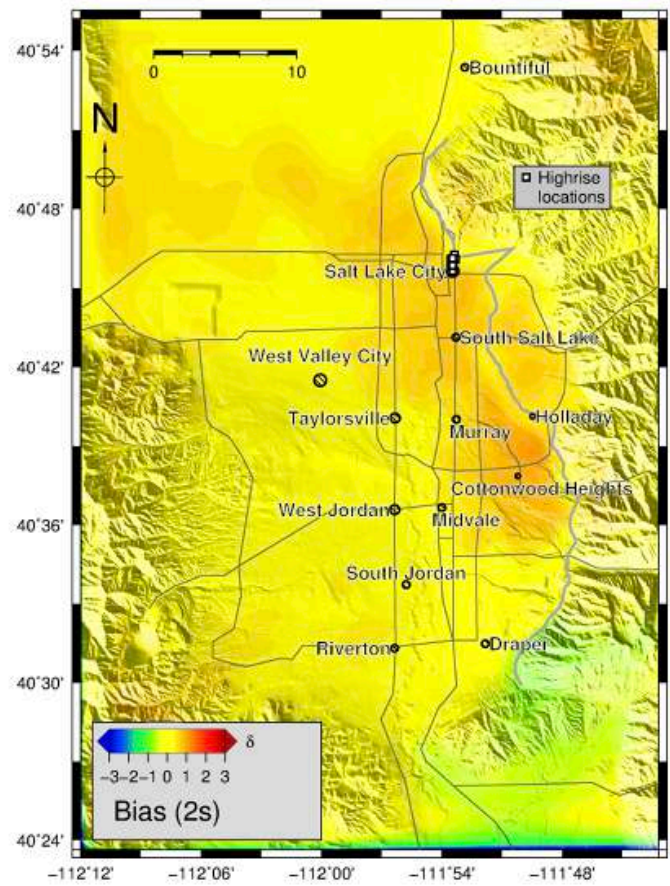 40°54'
40°48'
40°42'
40°36'
40°30'
40°24'
0 10
N
Bountiful
Highrise
locations
Salt Lake City
South Salt Lake
West Valley City
Taylorsville
Holladay
Murray
Cottonwood Heights
West Jordan
Midvale
South Jordan
Riverton
Draper
δ
−3 −2 −1 0 1 2 3
Bias (2s)
−112°12' −112°06' −112°00' −111°54' −111°48'